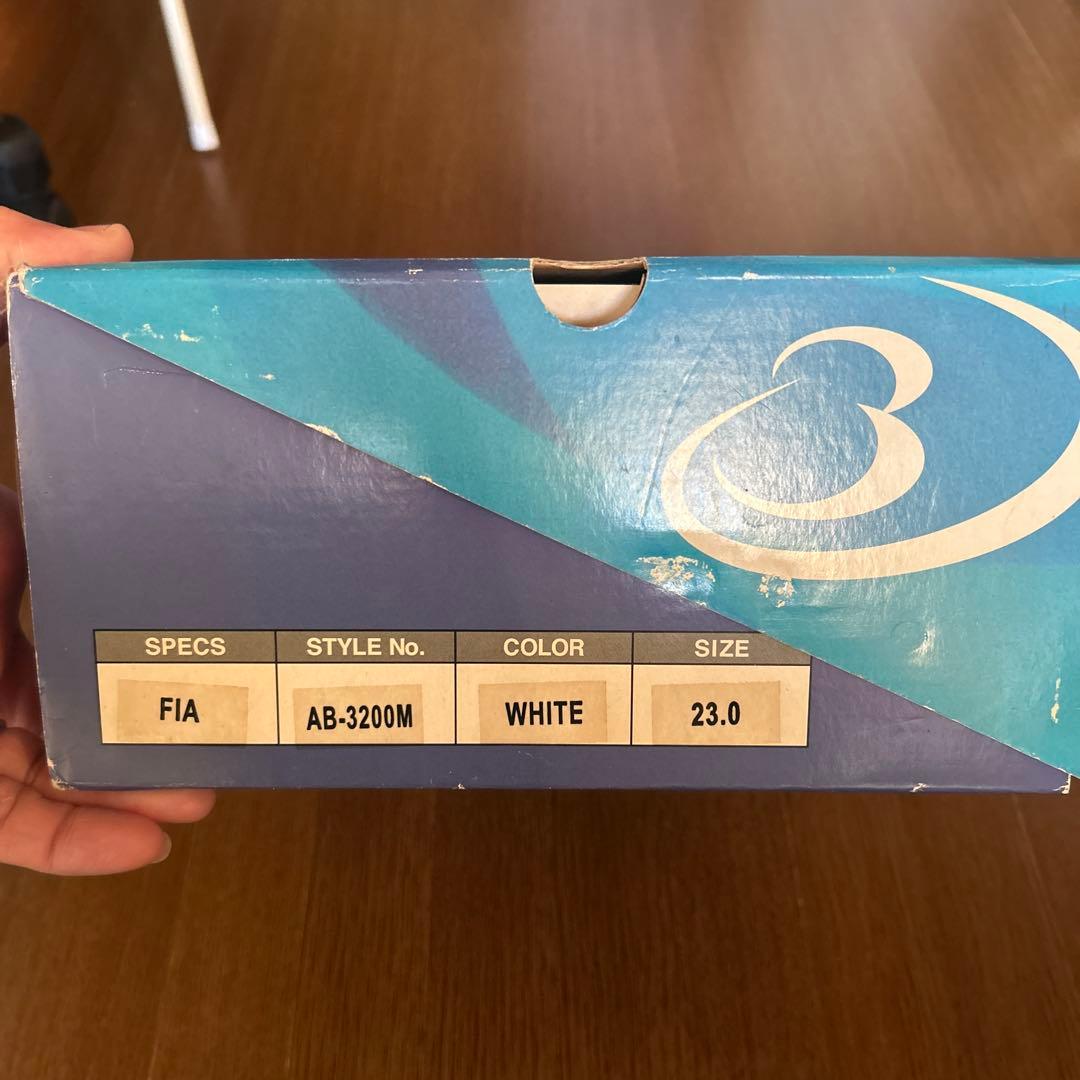 SPECS STYLE No. COLOR SIZE
FIA AB-3200M WHITE 23.0